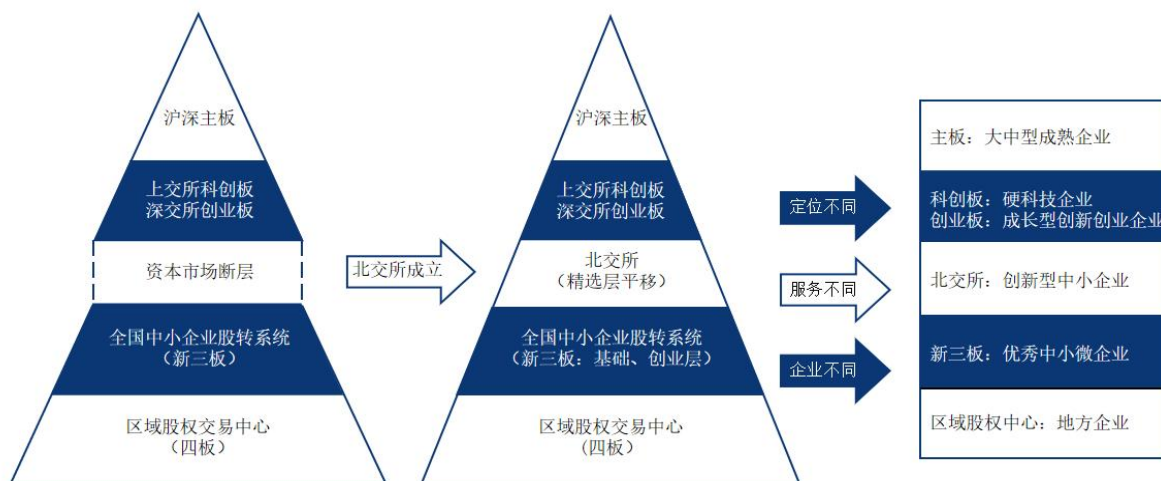 沪深主板
上交所科创板
深交所创业板
资本市场断层
全国中小企业股转系统
（新三板）
区域股权交易中心
（四板）
北交所成立
沪深主板
上交所科创板
深交所创业板
北交所
（精选层平移）
全国中小企业股转系统
（新三板：基础、创业层）
区域股权交易中心
(四板）
定位不同
服务不同
企业不同
主板：大中型成熟企业
科创板：硬科技企业
创业板：成长型创新创业企业
北交所：创新型中小企业
新三板：优秀中小微企业
区域股权中心：地方企业